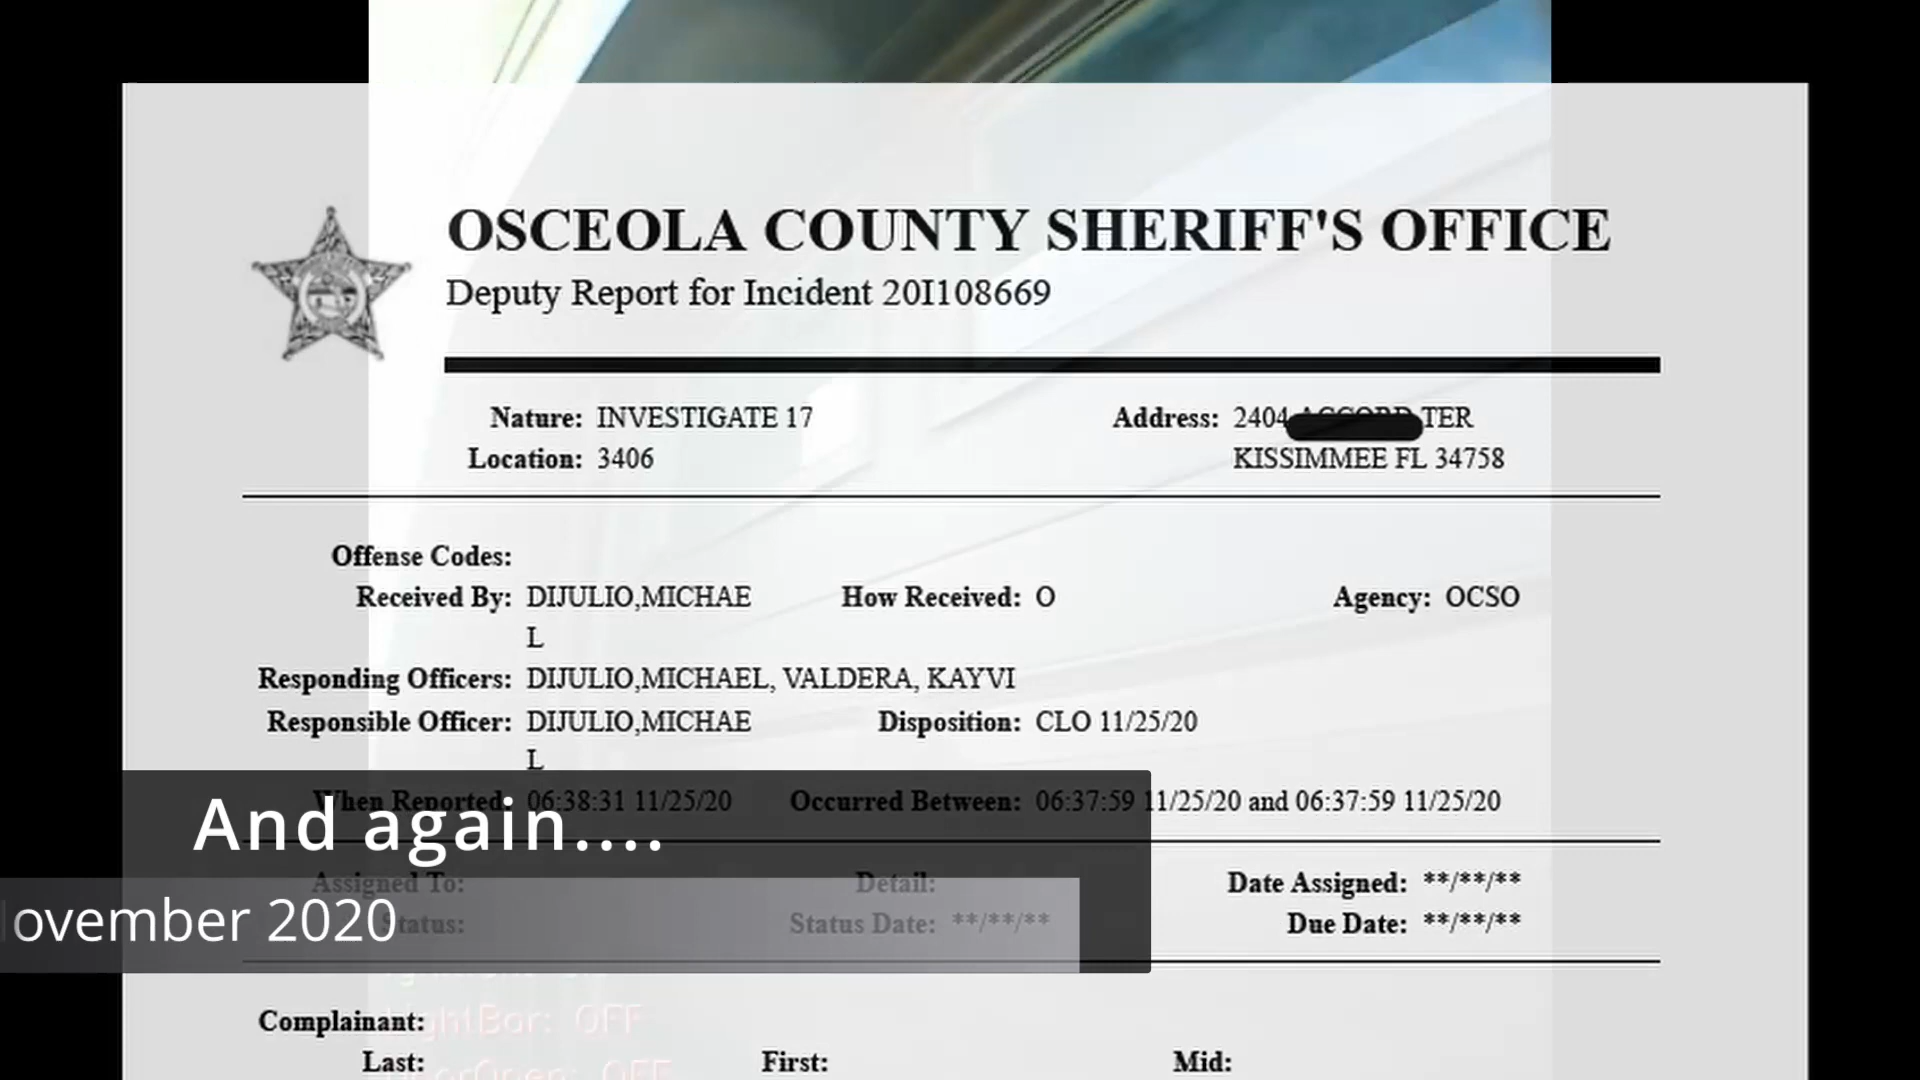 OSCEOLA COUNTY SHERIFF'S OFFICE
Deputy Report for Incident 20I108669
Nature: INVESTIGATE 17 Address: 2404 TER
Location: 3406 KISSIMMEE FL 34758
Offense Codes:
Received By: DIJULIO,MICHAE How Received: O Agency: OCSO
L
Responding Officers: DIJULIO,MICHAEL, VALDERA, KAYVI
Responsible Officer: DIJULIO,MICHAE Disposition: CLO 11/25/20
L
When Reported: 06:38:31 11/25/20 Occurred Between: 06:37:59 11/25/20 and 06:37:59 11/25/20
And again....
Assigned To: Detail: Date Assigned: **/**/**
ovember 2020
Status: Status Date: **/**/** Due Date: **/**/**
LightBar: OFF
Complainant:
Last: First: Mid: